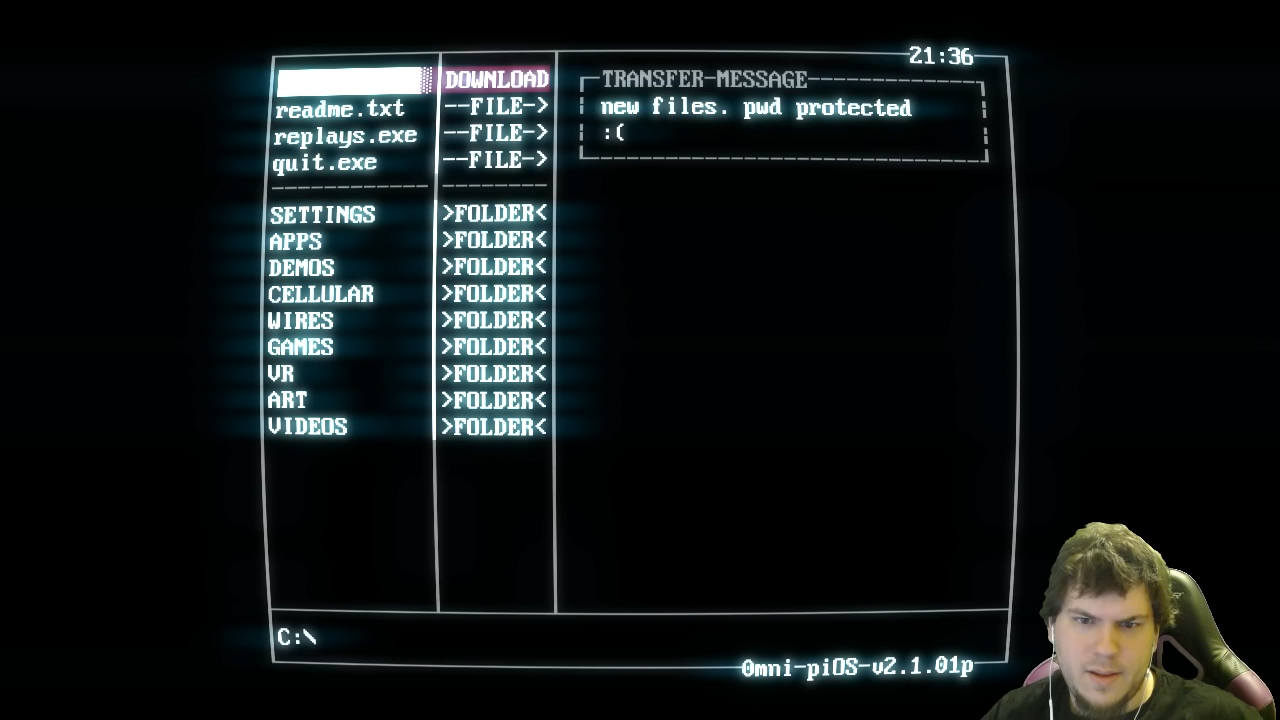 21:36
DOWNLOAD
readme.txt --FILE->
replays.exe --FILE->
quit.exe --FILE->
SETTINGS >FOLDER<
APPS >FOLDER<
DEMOS >FOLDER<
CELLULAR >FOLDER<
WIRES >FOLDER<
GAMES >FOLDER<
VR >FOLDER<
ART >FOLDER<
VIDEOS >FOLDER<
TRANSFER-MESSAGE
new files. pwd protected
:(
C:\
0mni-piOS-v2.1.01p